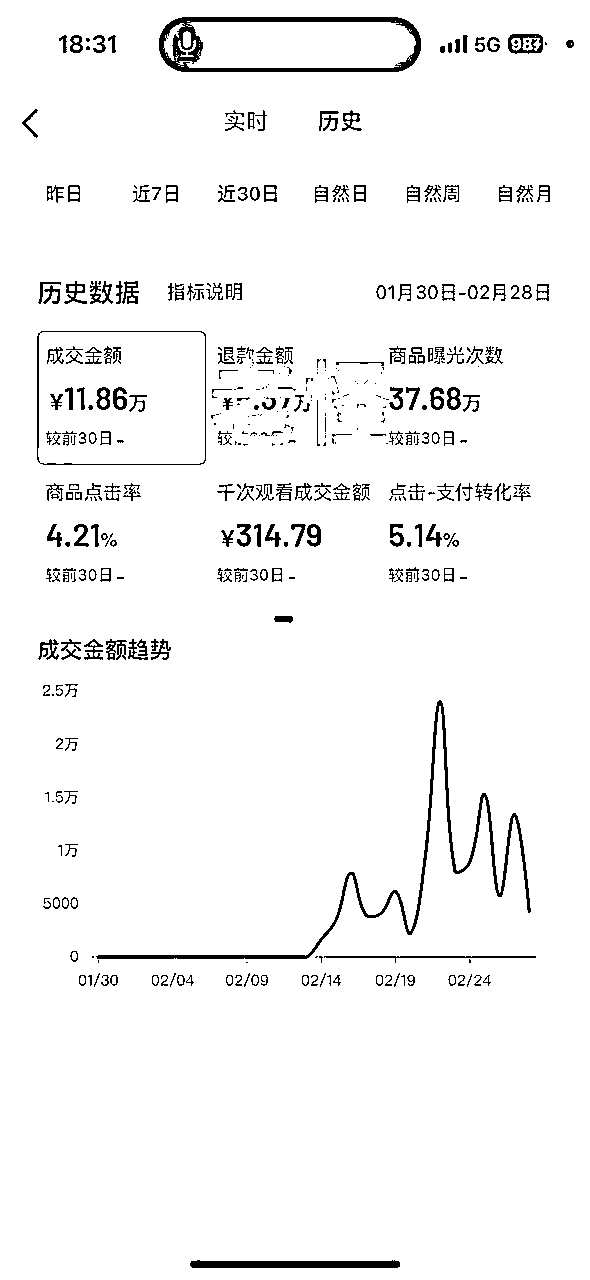 18:31 5G
实时 历史
昨日 近7日 近30日 自然日 自然周 自然月
历史数据 指标说明 01月30日-02月28日
成交金额 退款金额 商品曝光次数
¥11.86万 37.68万
较前30日- 较前30日-
商品点击率 千次观看成交金额 点击-支付转化率
4.21% ¥314.79 5.14%
较前30日- 较前30日- 较前30日-
成交金额趋势
2.5万
2万
1.5万
1万
5000
0
01/30 02/04 02/09 02/14 02/19 02/24